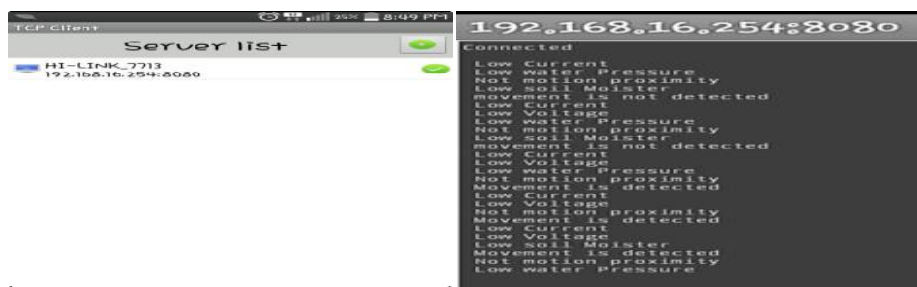 25% 8:49 PM
TCP Client
Server list
HI-LINK_7713
192.168.16.254:8080
192.168.16.254:8080
Connected
Low Current
Low water Pressure
Not motion proximity
Low soil Moister
movement is not detected
Low Current
Low Voltage
Low water Pressure
Not motion proximity
Low soil Moister
movement is not detected
Low Current
Low Voltage
Low water Pressure
Not motion proximity
Movement is detected
Low Current
Low Voltage
Not motion proximity
Movement is detected
Low Current
Low Voltage
Low soil Moister
Movement is detected
Not motion proximity
Low water Pressure